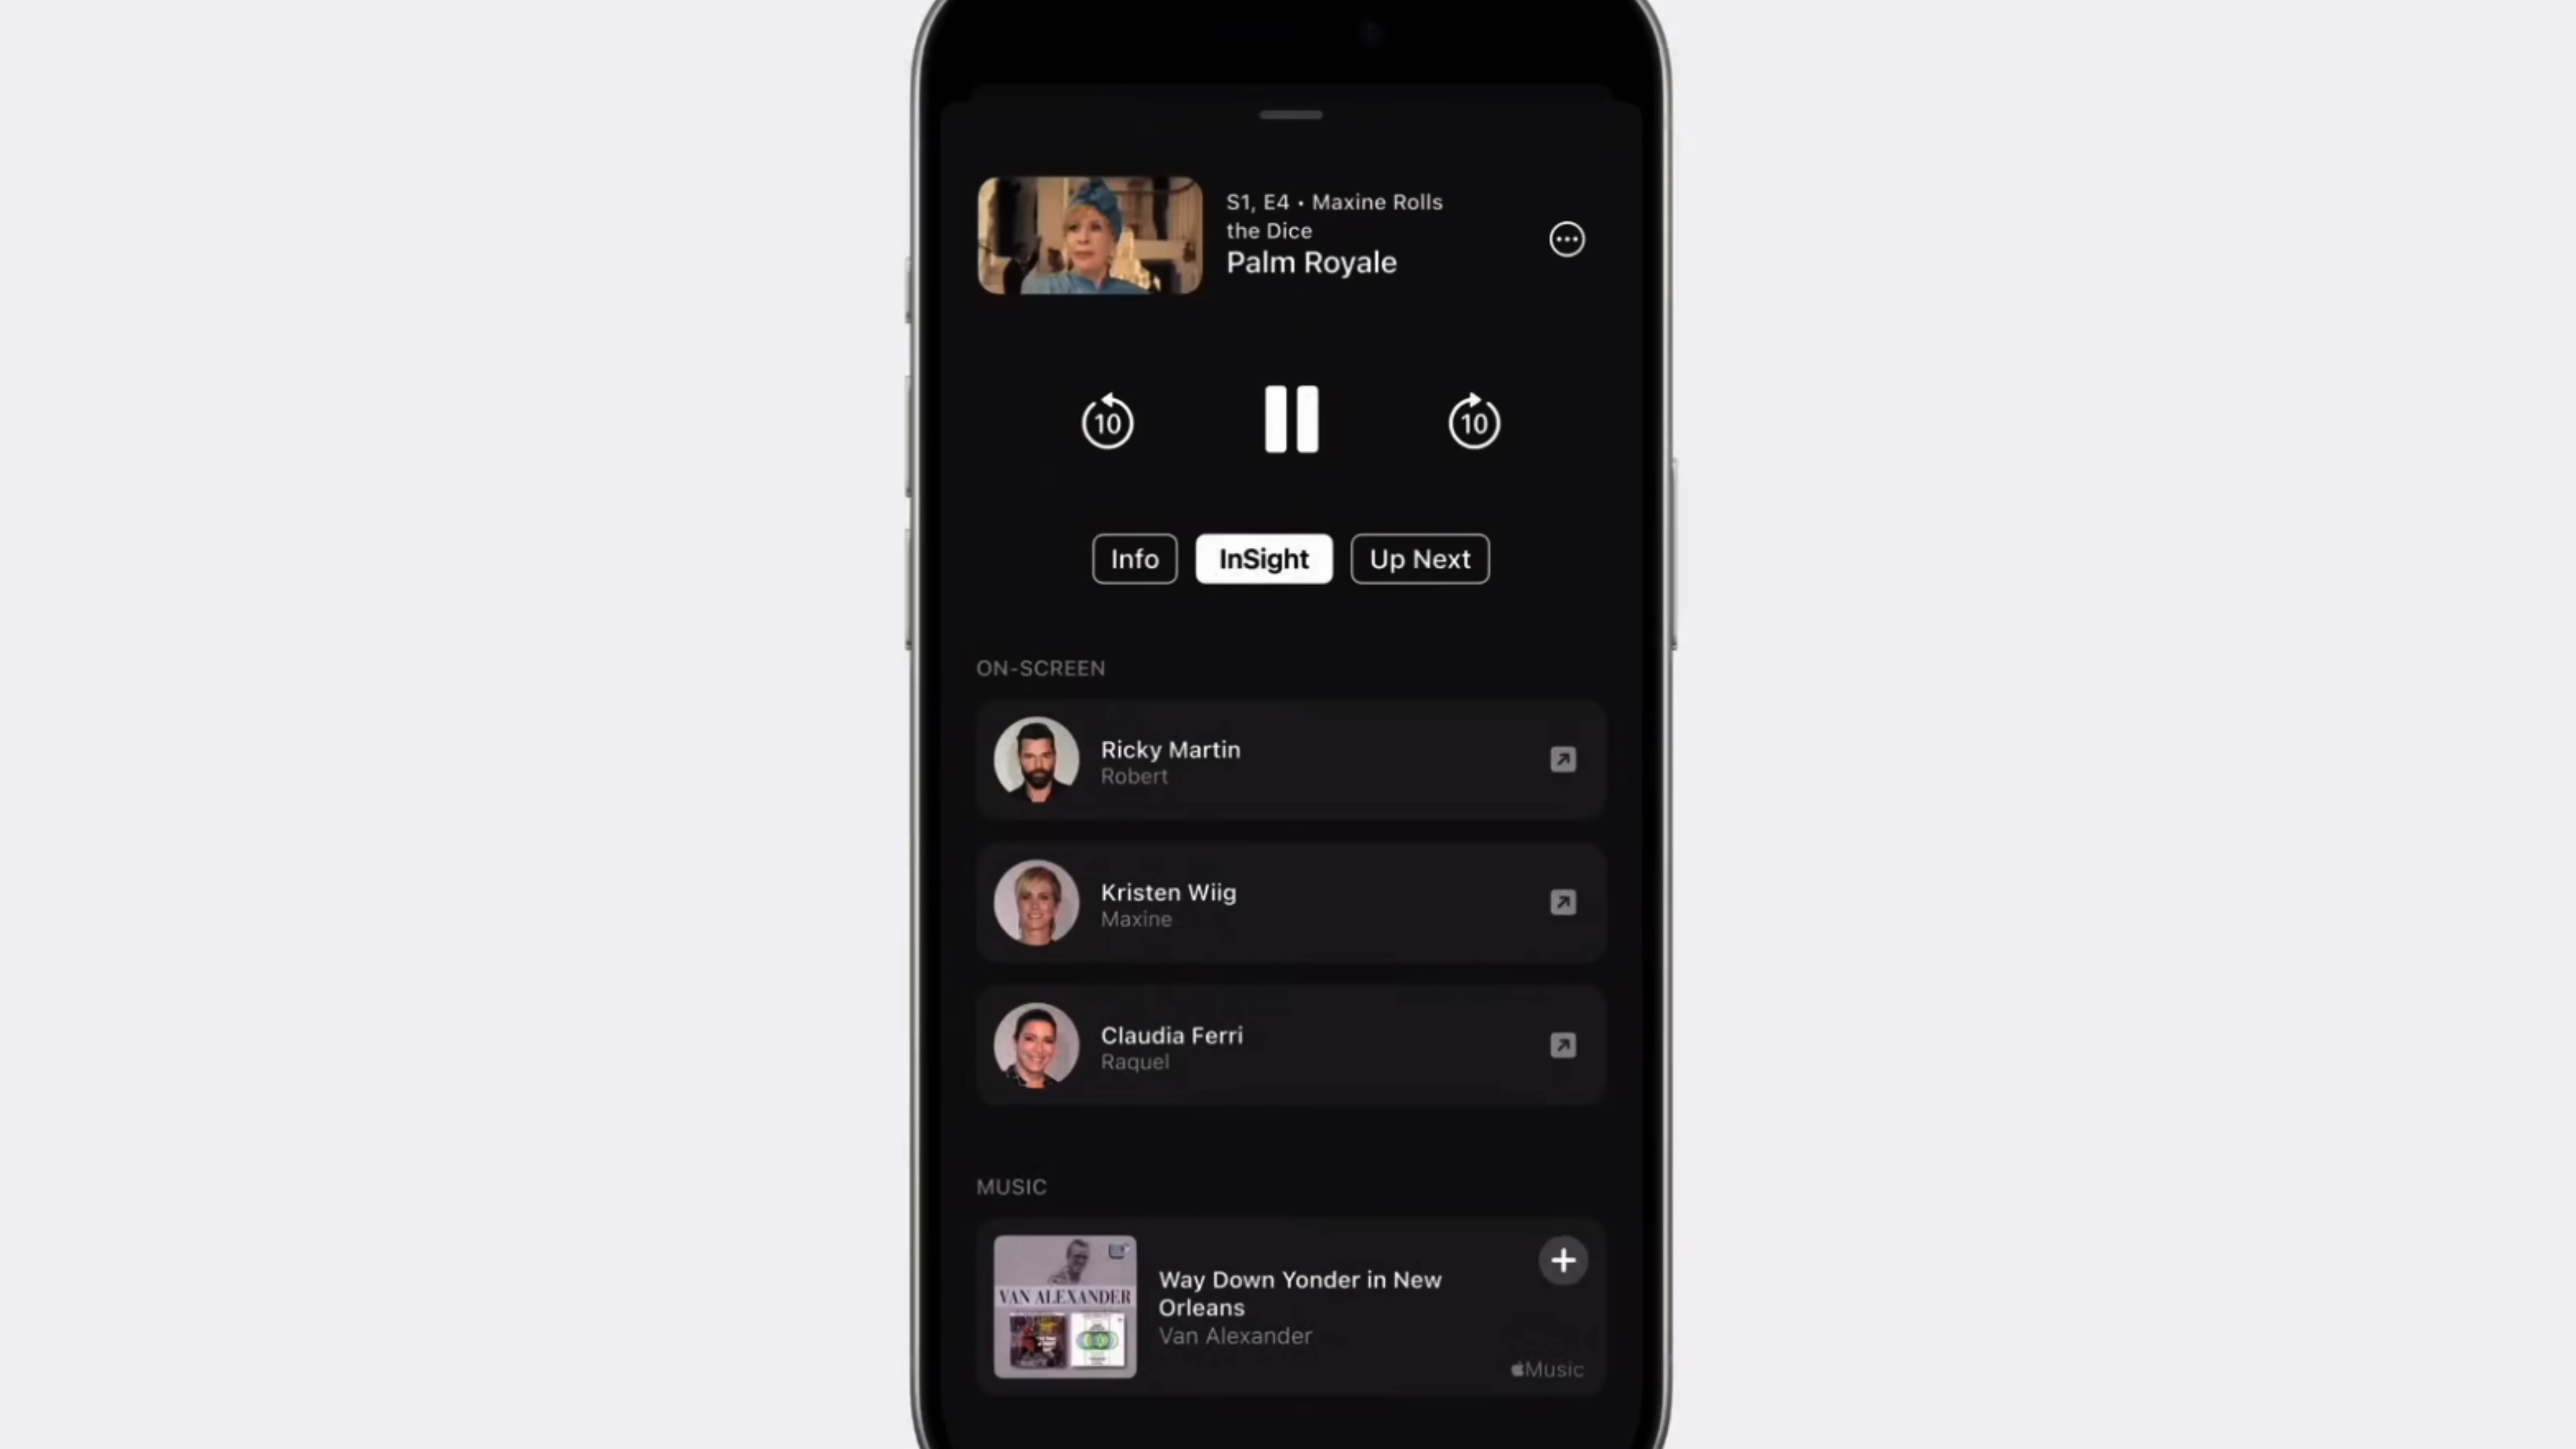 S1, E4 • Maxine Rolls
the Dice
Palm Royale
10
10
Info
InSight
Up Next
ON-SCREEN
Ricky Martin
Robert
Kristen Wiig
Maxine
Claudia Ferri
Raquel
MUSIC
VAN ALEXANDER
Way Down Yonder in New
Orleans
Van Alexander
Music